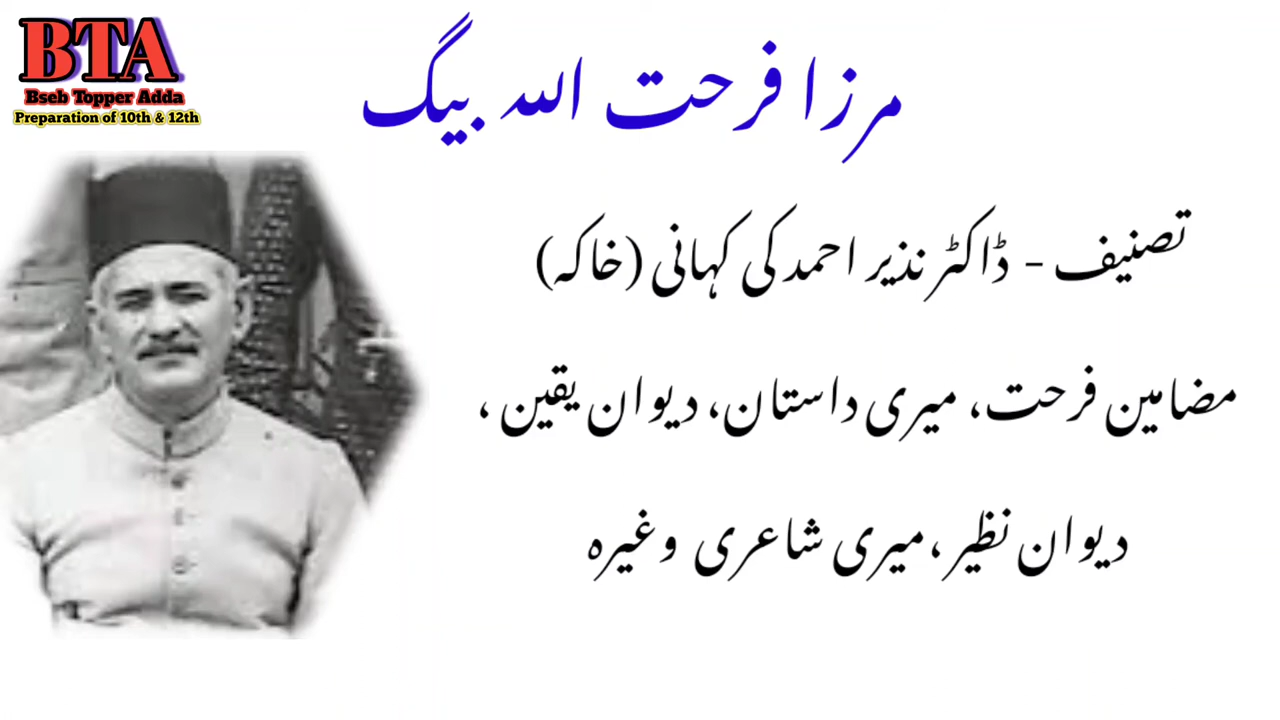 BTA
Bseb Topper Adda
Preparation of 10th & 12th
مرزا فرحت اللہ بیگ
تصنیف - ڈاکٹر نذیر احمد کی کہانی (خاکہ)
مضامین فرحت، میری داستان، دیوان یقین ،
دیوان نظیر ،میری شاعری وغیرہ